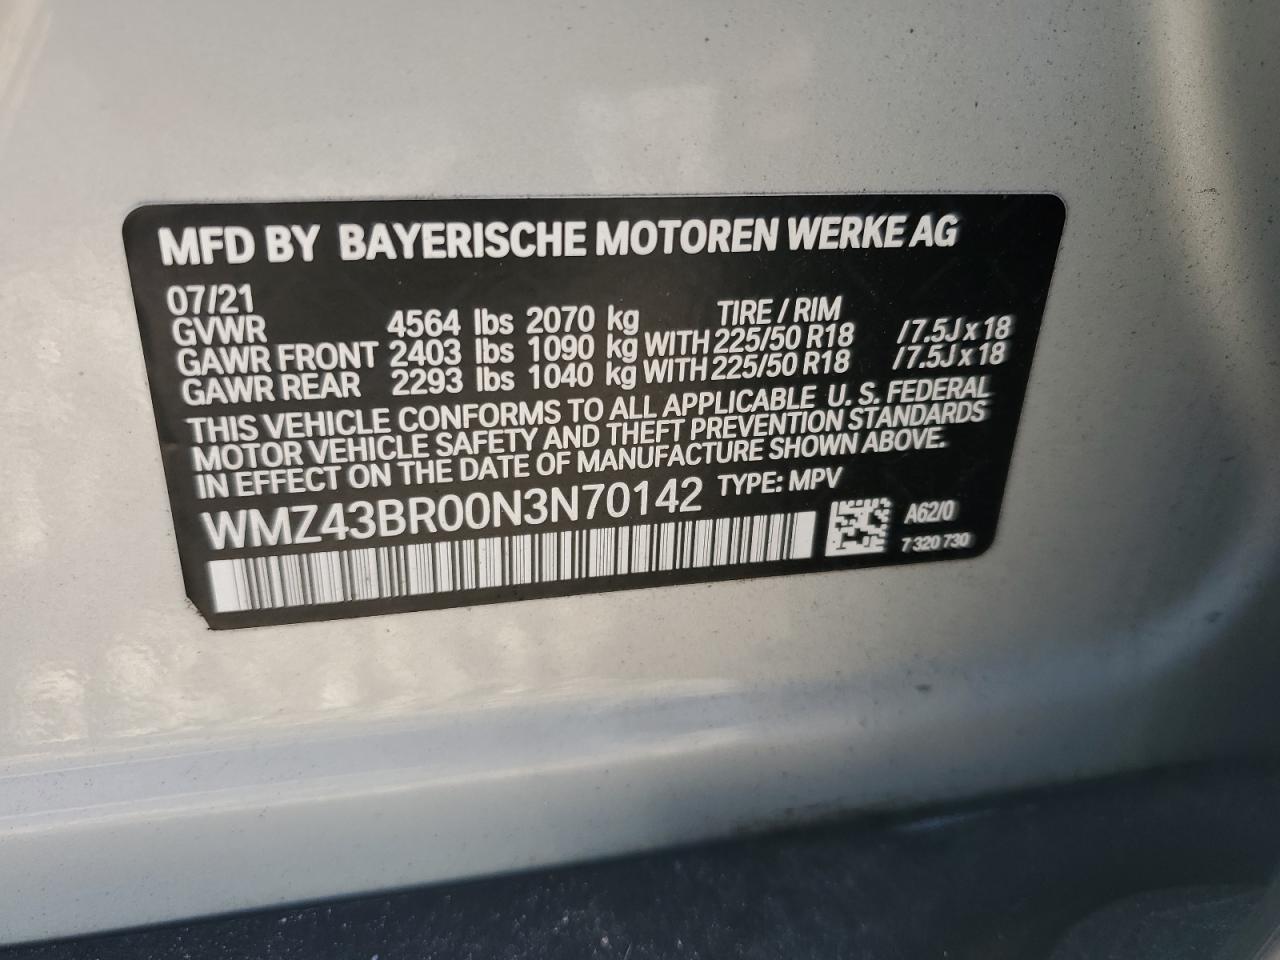 MFD BY BAYERISCHE MOTOREN WERKE AG
07/21
GVWR 4564 lbs 2070 kg TIRE / RIM
GAWR FRONT 2403 lbs 1090 kg WITH 225/50 R18 /7.5J x 18
GAWR REAR 2293 lbs 1040 kg WITH 225/50 R18 /7.5J x 18
THIS VEHICLE CONFORMS TO ALL APPLICABLE U. S. FEDERAL
MOTOR VEHICLE SAFETY AND THEFT PREVENTION STANDARDS
IN EFFECT ON THE DATE OF MANUFACTURE SHOWN ABOVE.
WMZ43BR00N3N70142 TYPE: MPV
A62/0
7 320 730